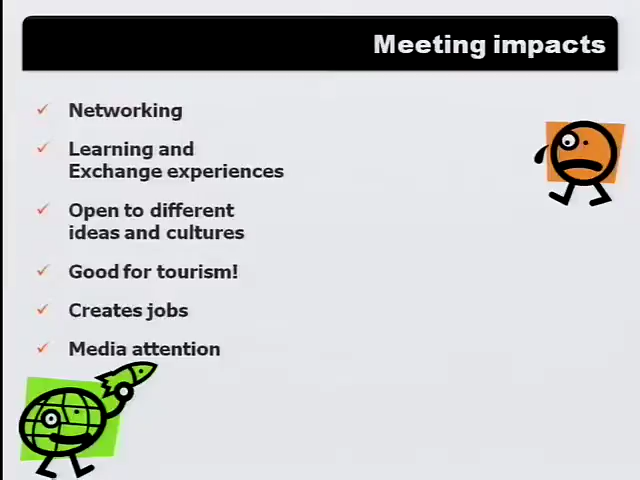 Meeting impacts
Networking
Learning and
Exchange experiences
Open to different
ideas and cultures
Good for tourism!
Creates jobs
Media attention